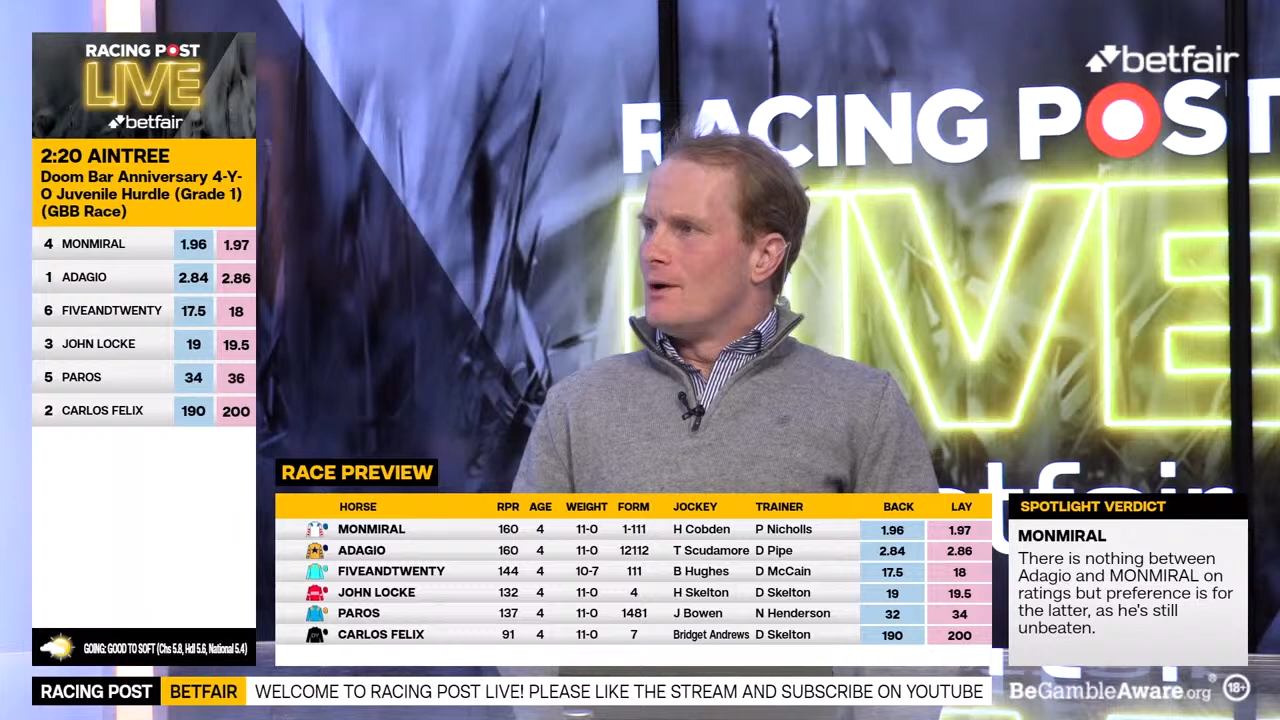 RACING POST
LIVE
betfair
2:20 AINTREE
Doom Bar Anniversary 4-Y-
O Juvenile Hurdle (Grade 1)
(GBB Race)
4 MONMIRAL 1.96 1.97
1 ADAGIO 2.84 2.86
6 FIVEANDTWENTY 17.5 18
3 JOHN LOCKE 19 19.5
5 PAROS 34 36
2 CARLOS FELIX 190 200
GOING: GOOD TO SOFT (Chs 5.8, Hdl 5.6, National 5.4)
betfair
RACING POST
LIVE
betfair
RACE PREVIEW
HORSE RPR AGE WEIGHT FORM JOCKEY TRAINER BACK LAY
MONMIRAL 160 4 11-0 1-111 H Cobden P Nicholls 1.96 1.97
ADAGIO 160 4 11-0 12112 T Scudamore D Pipe 2.84 2.86
FIVEANDTWENTY 144 4 10-7 111 B Hughes D McCain 17.5 18
JOHN LOCKE 132 4 11-0 4 H Skelton D Skelton 19 19.5
PAROS 137 4 11-0 1481 J Bowen N Henderson 32 34
CARLOS FELIX 91 4 11-0 7 Bridget Andrews D Skelton 190 200
SPOTLIGHT VERDICT
MONMIRAL
There is nothing between
Adagio and MONMIRAL on
ratings but preference is for
the latter, as he's still
unbeaten.
RACING POST BETFAIR WELCOME TO RACING POST LIVE! PLEASE LIKE THE STREAM AND SUBSCRIBE ON YOUTUBE
BeGambleAware.org® 18+